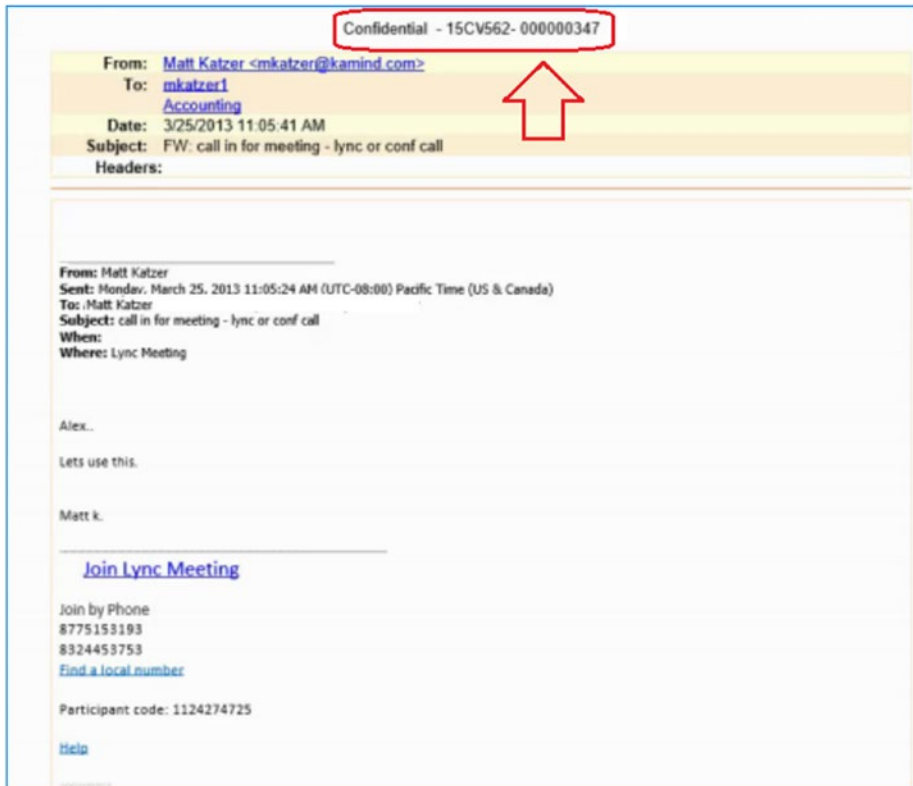 Confidential - 15CV562- 000000347
From: Matt Katzer <mkatzer@kamind.com>
To: mkatzer1
Accounting
Date: 3/25/2013 11:05:41 AM
Subject: FW: call in for meeting - lync or conf call
Headers:
From: Matt Katzer
Sent: Monday, March 25, 2013 11:05:24 AM (UTC-08:00) Pacific Time (US & Canada)
To: Matt Katzer
Subject: call in for meeting - lync or conf call
When:
Where: Lync Meeting
Alex..
Lets use this.
Matt k.
Join Lync Meeting
Join by Phone
8775153193
8324453753
Find a local number
Participant code: 1124274725
Help